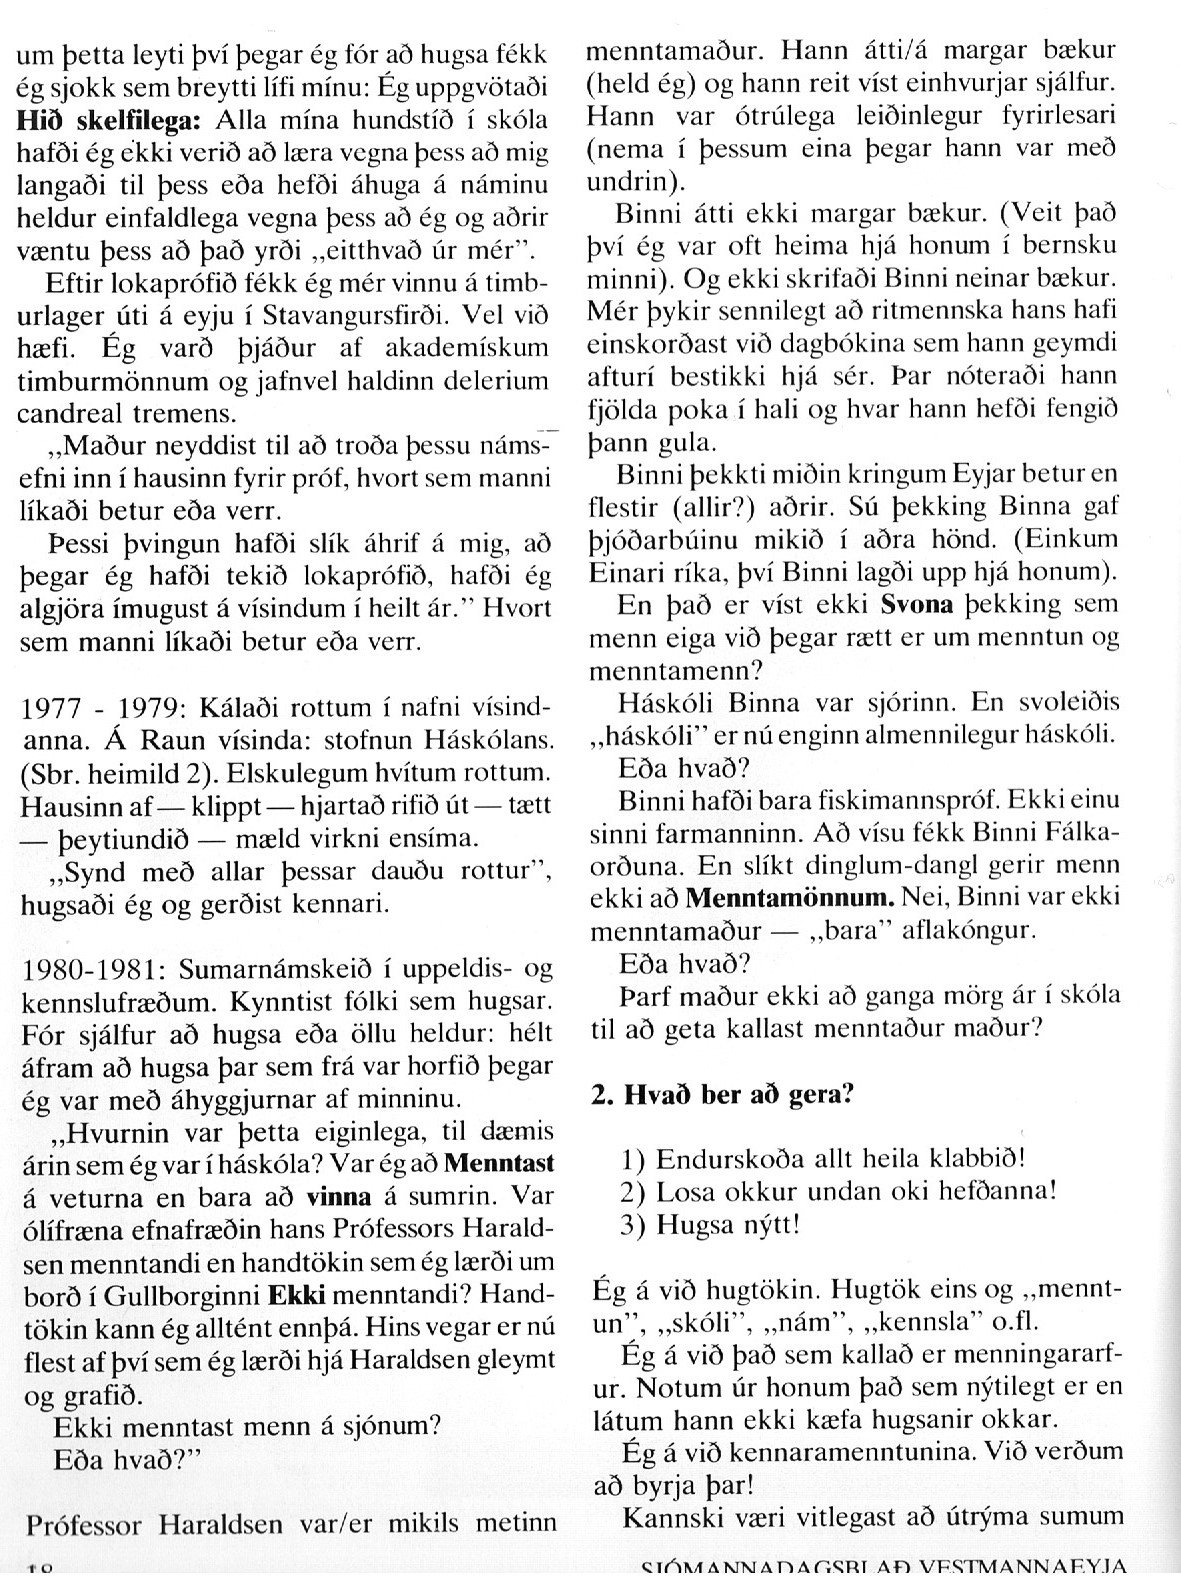 um þetta leyti því þegar ég fór að hugsa fékk
ég sjokk sem breytti lífi mínu: Ég uppgvötaði
Hið skelfilega: Alla mína hundstíð í skóla
hafði ég ekki verið að læra vegna þess að mig
langaði til þess eða hefði áhuga á náminu
heldur einfaldlega vegna þess að ég og aðrir
væntu þess að það yrði ,,eitthvað úr mér”.
Eftir lokaprófið fékk ég mér vinnu á timb-
urlager úti á eyju í Stavangursfirði. Vel við
hæfi. Ég varð þjáður af akademískum
timburmönnum og jafnvel haldinn delerium
candreal tremens.
,,Maður neyddist til að troða þessu náms-
efni inn í hausinn fyrir próf, hvort sem manni
líkaði betur eða verr.
Þessi þvingun hafði slík áhrif á mig, að
þegar ég hafði tekið lokaprófið, hafði ég
algjöra ímugust á vísindum í heilt ár.” Hvort
sem manni líkaði betur eða verr.
1977 - 1979: Kálaði rottum í nafni vísind-
anna. Á Raun vísinda: stofnun Háskólans.
(Sbr. heimild 2). Elskulegum hvítum rottum.
Hausinn af — klippt — hjartað rifið út — tætt
— þeytiundið — mæld virkni ensíma.
,,Synd með allar þessar dauðu rottur”,
hugsaði ég og gerðist kennari.
1980-1981: Sumarnámskeið í uppeldis- og
kennslufræðum. Kynntist fólki sem hugsar.
Fór sjálfur að hugsa eða öllu heldur: hélt
áfram að hugsa þar sem frá var horfið þegar
ég var með áhyggjurnar af minninu.
,,Hvurnin var þetta eiginlega, til dæmis
árin sem ég var í háskóla? Var ég að Menntast
á veturna en bara að vinna á sumrin. Var
ólífræna efnafræðin hans Prófessors Harald-
sen menntandi en handtökin sem ég lærði um
borð í Gullborginni Ekki menntandi? Hand-
tökin kann ég alltént ennþá. Hins vegar er nú
flest af því sem ég lærði hjá Haraldsen gleymt
og grafið.
Ekki menntast menn á sjónum?
Eða hvað?”
Prófessor Haraldsen var/er mikils metinn
18
menntamaður. Hann átti/á margar bækur
(held ég) og hann reit víst einhvurjar sjálfur.
Hann var ótrúlega leiðinlegur fyrirlesari
(nema í þessum eina þegar hann var með
undrin).
Binni átti ekki margar bækur. (Veit það
því ég var oft heima hjá honum í bernsku
minni). Og ekki skrifaði Binni neinar bækur.
Mér þykir sennilegt að ritmennska hans hafi
einskorðast við dagbókina sem hann geymdi
afturí bestikki hjá sér. Þar nóteraði hann
fjölda poka í hali og hvar hann hefði fengið
þann gula.
Binni þekkti miðin kringum Eyjar betur en
flestir (allir?) aðrir. Sú þekking Binna gaf
þjóðarbúinu mikið í aðra hönd. (Einkum
Einari ríka, því Binni lagði upp hjá honum).
En það er víst ekki Svona þekking sem
menn eiga við þegar rætt er um menntun og
menntamenn?
Háskóli Binna var sjórinn. En svoleiðis
,,háskóli” er nú enginn almennilegur háskóli.
Eða hvað?
Binni hafði bara fiskimannspróf. Ekki einu
sinni farmanninn. Að vísu fékk Binni Fálka-
orðuna. En slíkt dinglum-dangl gerir menn
ekki að Menntamönnum. Nei, Binni var ekki
menntamaður — ,,bara” aflakóngur.
Eða hvað?
Þarf maður ekki að ganga mörg ár í skóla
til að geta kallast menntaður maður?
2. Hvað ber að gera?
1) Endurskoða allt heila klabbið!
2) Losa okkur undan oki hefðanna!
3) Hugsa nýtt!
Ég á við hugtökin. Hugtök eins og ,,mennt-
un”, ,,skóli”, ,,nám”, ,,kennsla” o.fl.
Ég á við það sem kallað er menningararf-
ur. Notum úr honum það sem nýtilegt er en
látum hann ekki kæfa hugsanir okkar.
Ég á við kennaramenntunina. Við verðum
að byrja þar!
Kannski væri vitlegast að útrýma sumum
SJÓMANNADAGSBLAÐ VESTMANNAEYJA